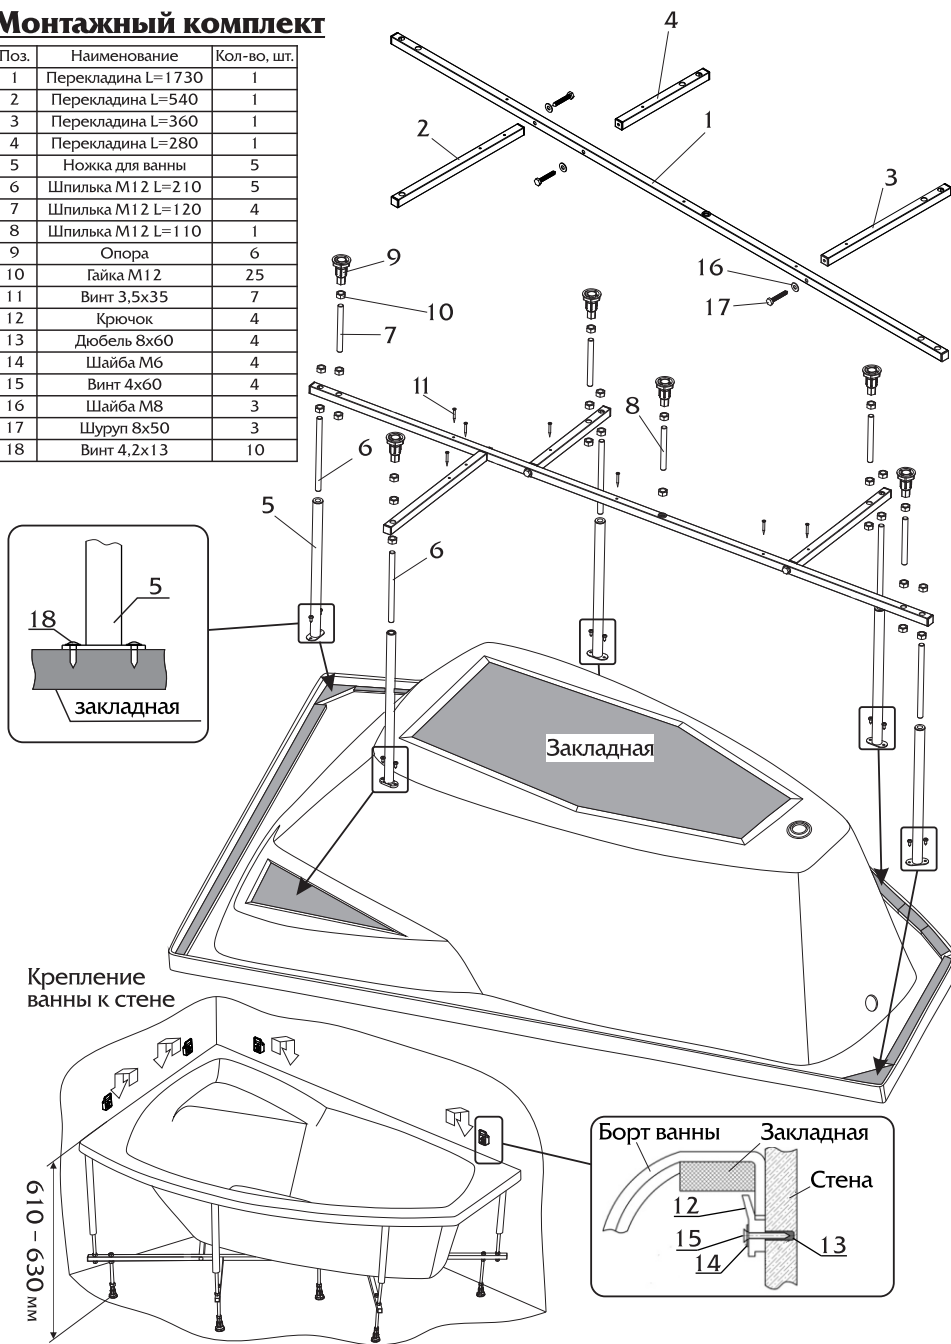 Монтажный комплект
Поз. Наименование Кол-во, шт.
1 Перекладина L=1730 1
2 Перекладина L=540 1
3 Перекладина L=360 1
4 Перекладина L=280 1
5 Ножка для ванны 5
6 Шпилька М12 L=210 5
7 Шпилька М12 L=120 4
8 Шпилька М12 L=110 1
9 Опора 6
10 Гайка М12 25
11 Винт 3,5х35 7
12 Крючок 4
13 Дюбель 8х60 4
14 Шайба М6 4
15 Винт 4х60 4
16 Шайба М8 3
17 Шуруп 8х50 3
18 Винт 4,2х13 10
4
1
2
3
9
16
10
17
7
11
8
6
5
6
5
18
закладная
Закладная
Крепление
ванны к стене
610 – 630 мм
Борт ванны Закладная
Стена
12
15
13
14